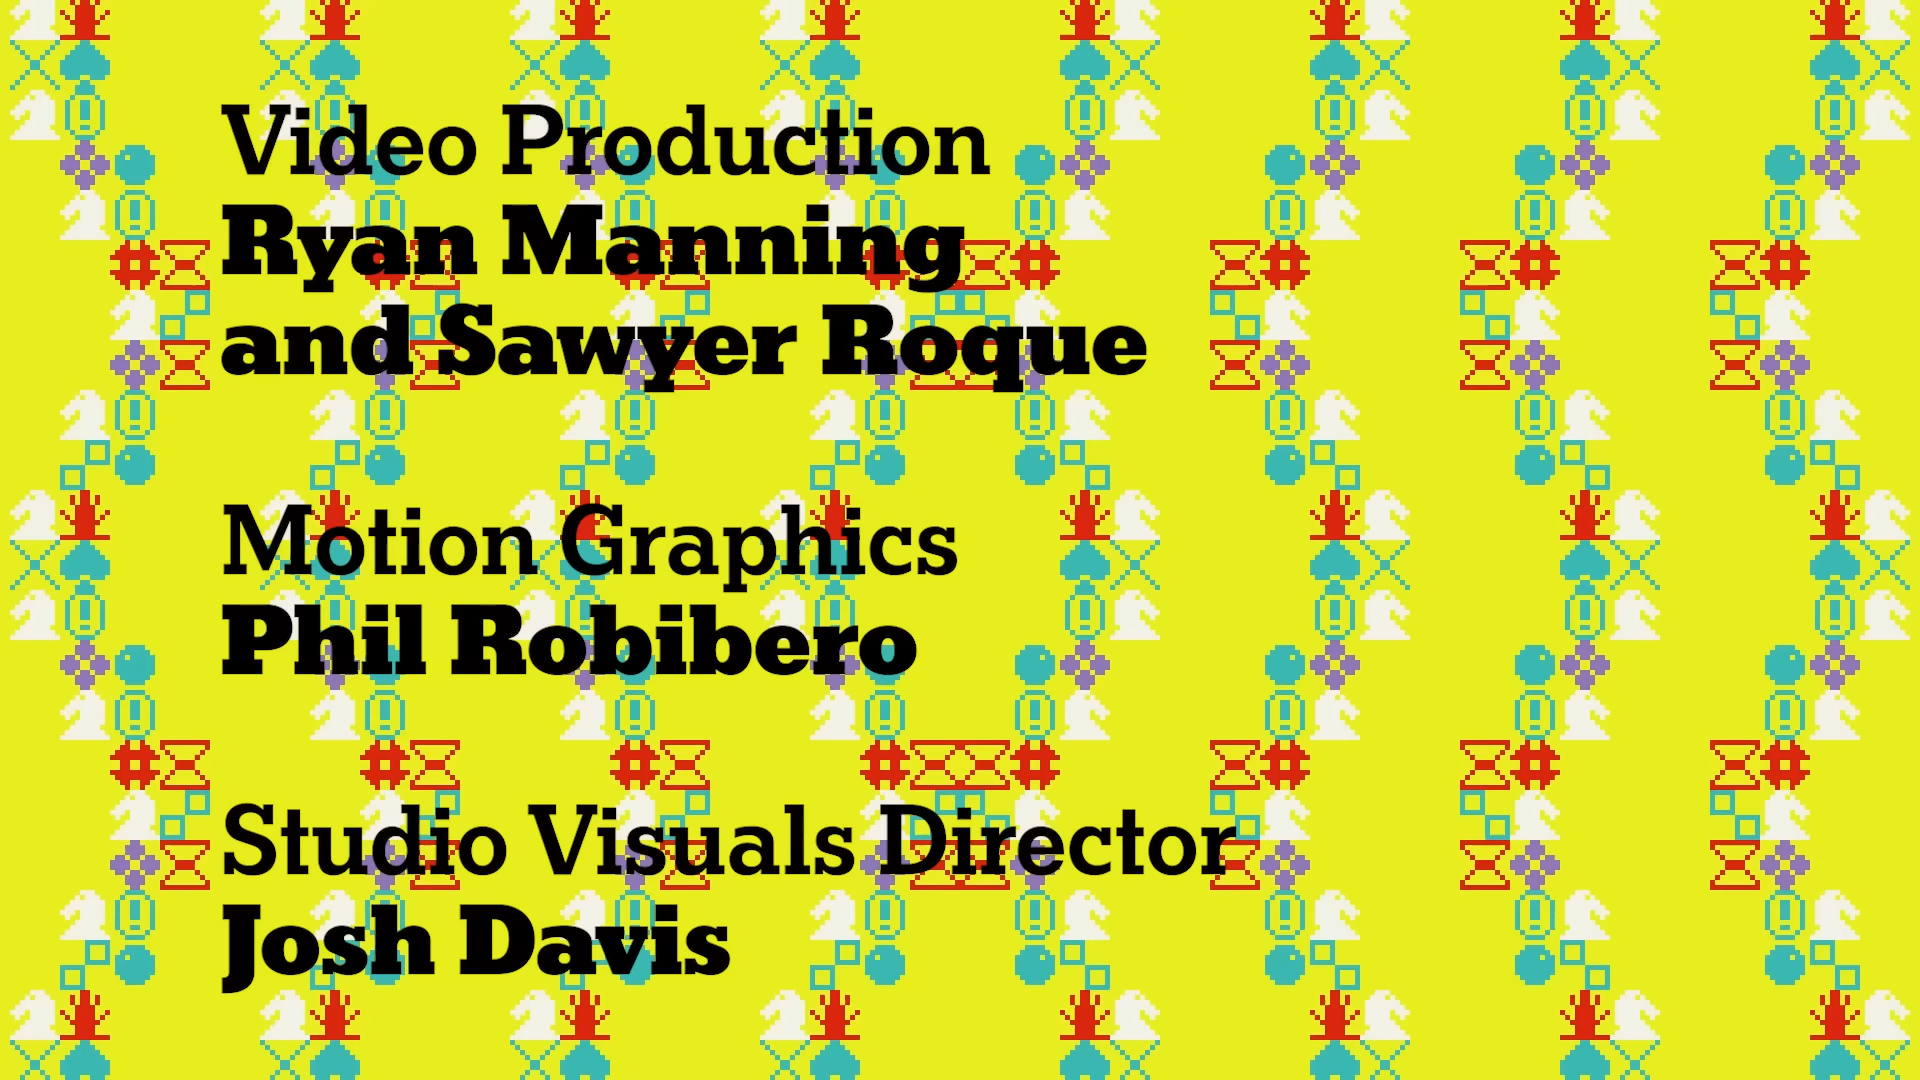 Video Production
Ryan Manning
and Sawyer Roque
Motion Graphics
Phil Robibero
Studio Visuals Director
Josh Davis